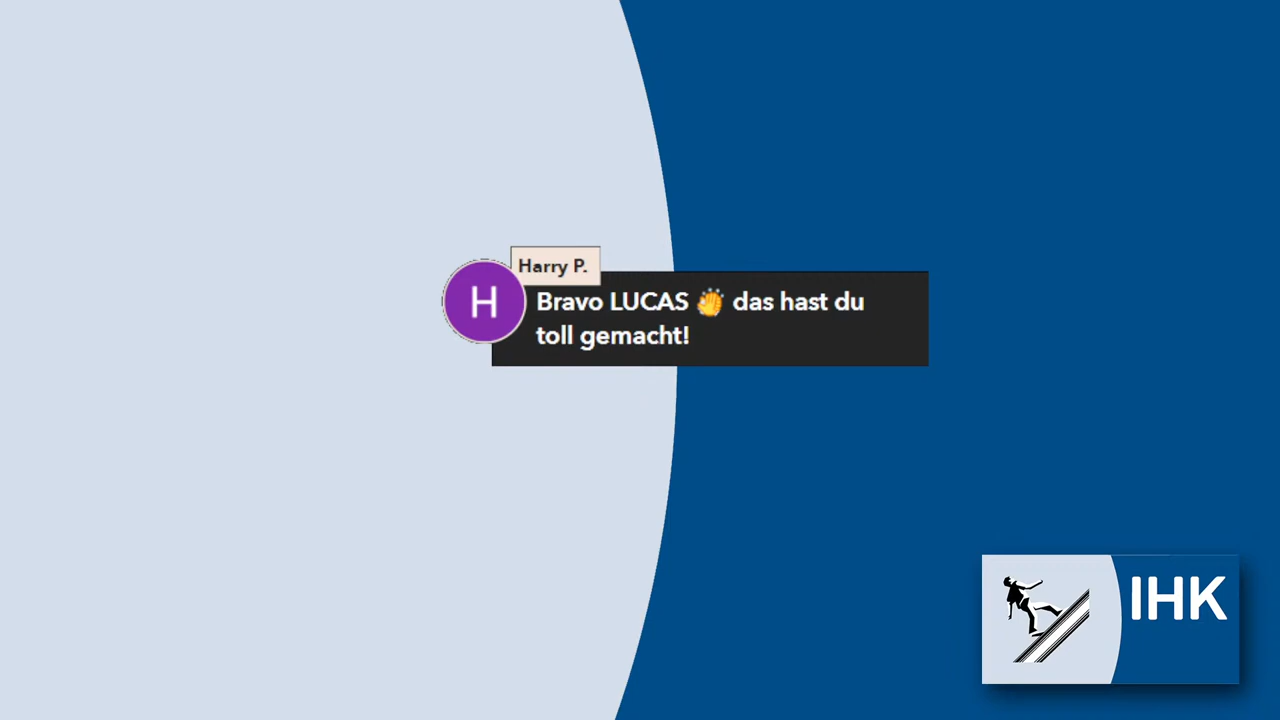 Harry P.
H
Bravo LUCAS 👏 das hast du
toll gemacht!
IHK